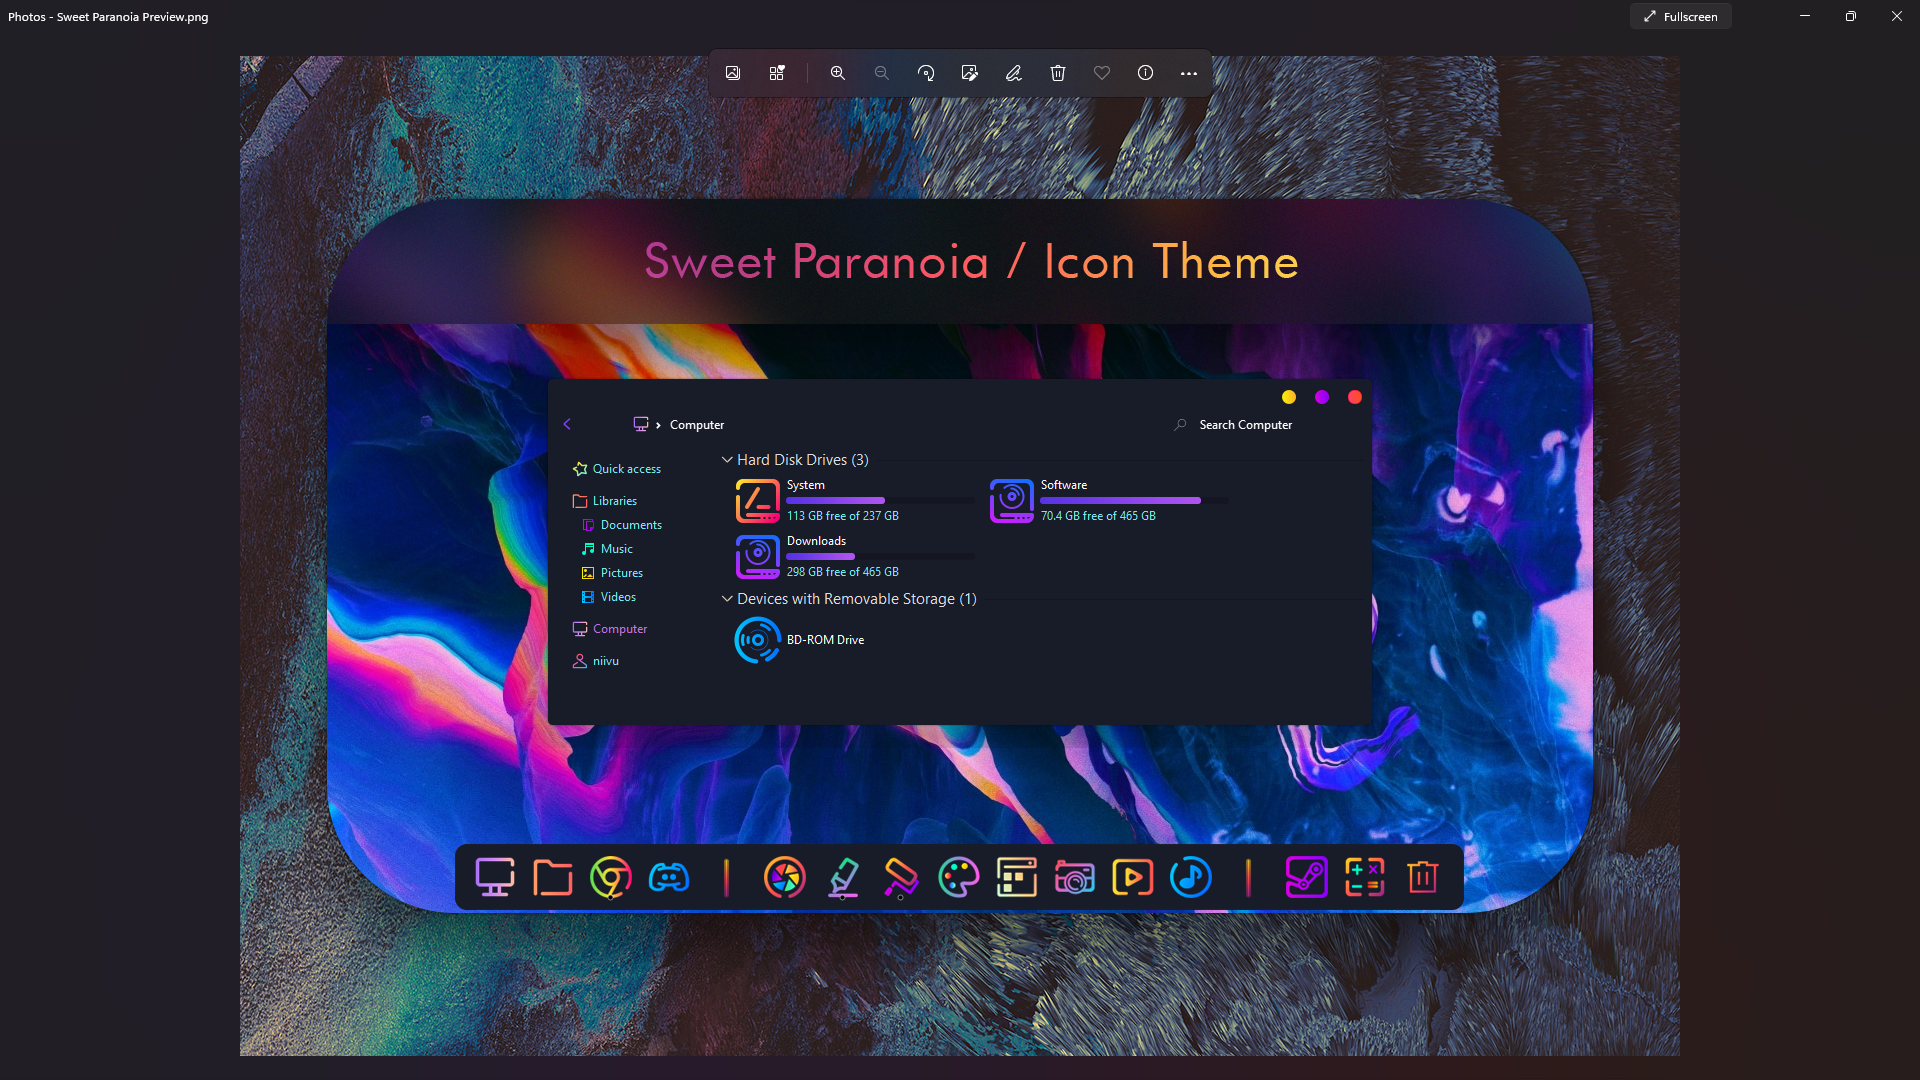 Photos - Sweet Paranoia Preview.png
Fullscreen
Sweet Paranoia / Icon Theme
Computer
Search Computer
Quick access
Libraries
Documents
Music
Pictures
Videos
Computer
niivu
Hard Disk Drives (3)
System
113 GB free of 237 GB
Software
70.4 GB free of 465 GB
Downloads
298 GB free of 465 GB
Devices with Removable Storage (1)
BD-ROM Drive